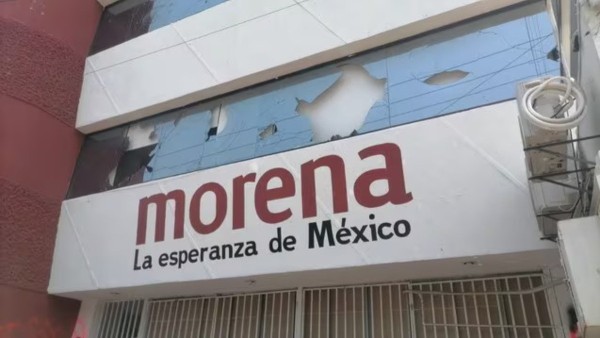 morena
La esperanza de México